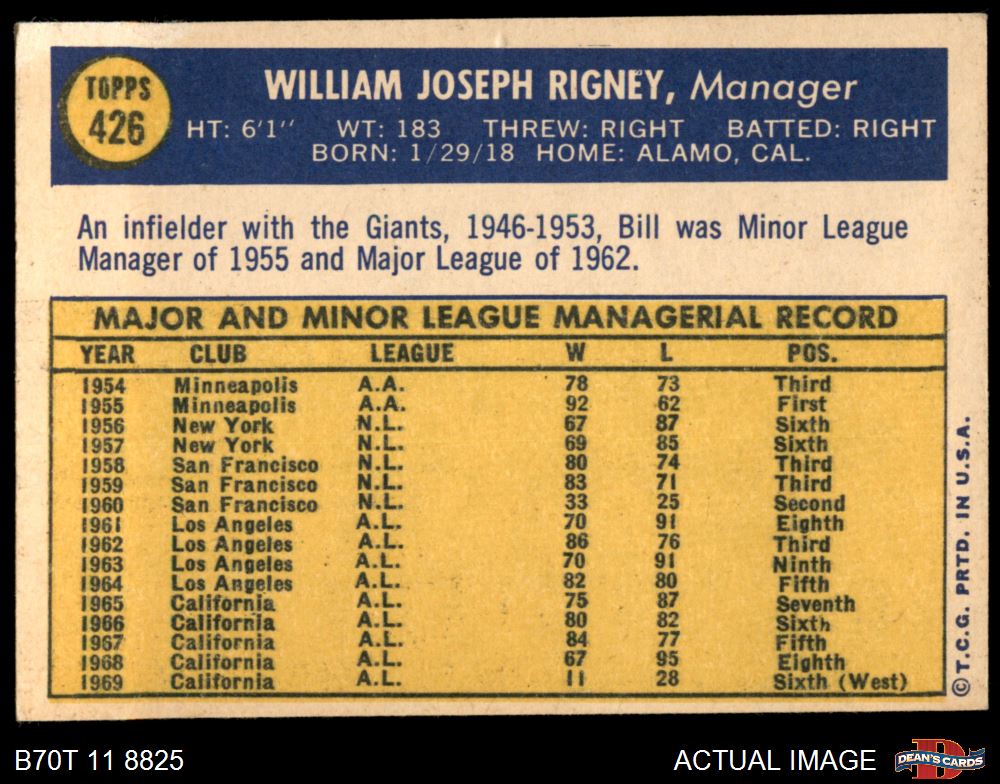 TOPPS
426
WILLIAM JOSEPH RIGNEY, Manager
HT: 6'1" WT: 183 THREW: RIGHT BATTED: RIGHT
BORN: 1/29/18 HOME: ALAMO, CAL.
An infielder with the Giants, 1946-1953, Bill was Minor League
Manager of 1955 and Major League of 1962.
MAJOR AND MINOR LEAGUE MANAGERIAL RECORD
YEAR CLUB LEAGUE W L POS.
1954 Minneapolis A.A. 78 73 Third
1955 Minneapolis A.A. 92 62 First
1956 New York N.L. 67 87 Sixth
1957 New York N.L. 69 85 Sixth
1958 San Francisco N.L. 80 74 Third
1959 San Francisco N.L. 83 71 Third
1960 San Francisco N.L. 33 25 Second
1961 Los Angeles A.L. 70 91 Eighth
1962 Los Angeles A.L. 86 76 Third
1963 Los Angeles A.L. 70 91 Ninth
1964 Los Angeles A.L. 82 80 Fifth
1965 California A.L. 75 87 Seventh
1966 California A.L. 80 82 Sixth
1967 California A.L. 84 77 Fifth
1968 California A.L. 67 95 Eighth
1969 California A.L. 11 28 Sixth (West)
© T.C.G. PRTD. IN U.S.A.
B70T 11 8825
ACTUAL IMAGE
D
DEAN'S CARDS